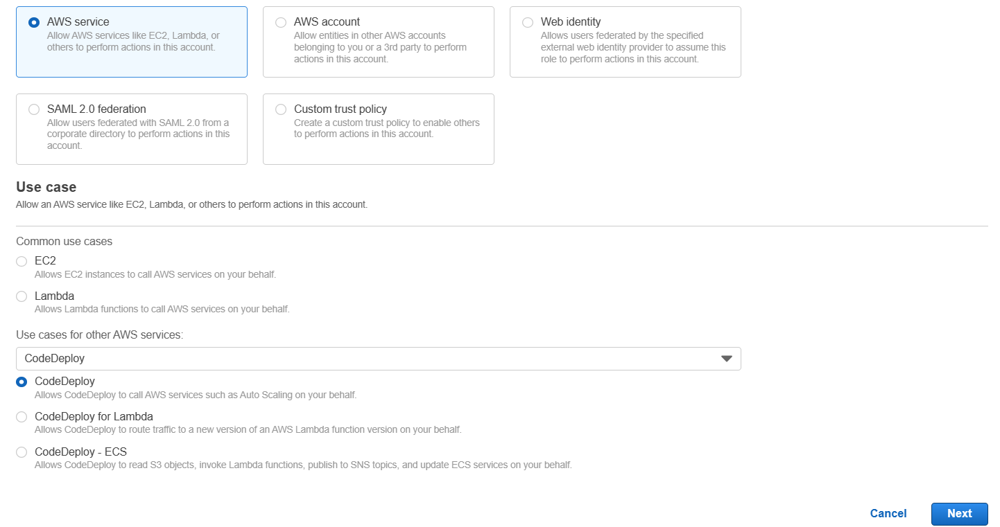 AWS service
Allow AWS services like EC2, Lambda, or
others to perform actions in this account.
AWS account
Allow entities in other AWS accounts
belonging to you or a 3rd party to perform
actions in this account.
Web identity
Allows users federated by the specified
external web identity provider to assume this
role to perform actions in this account.
SAML 2.0 federation
Allow users federated with SAML 2.0 from a
corporate directory to perform actions in this
account.
Custom trust policy
Create a custom trust policy to enable others
to perform actions in this account.
Use case
Allow an AWS service like EC2, Lambda, or others to perform actions in this account.
Common use cases
EC2
Allows EC2 instances to call AWS services on your behalf.
Lambda
Allows Lambda functions to call AWS services on your behalf.
Use cases for other AWS services:
CodeDeploy
CodeDeploy
Allows CodeDeploy to call AWS services such as Auto Scaling on your behalf.
CodeDeploy for Lambda
Allows CodeDeploy to route traffic to a new version of an AWS Lambda function version on your behalf.
CodeDeploy - ECS
Allows CodeDeploy to read S3 objects, invoke Lambda functions, publish to SNS topics, and update ECS services on your behalf.
Cancel
Next